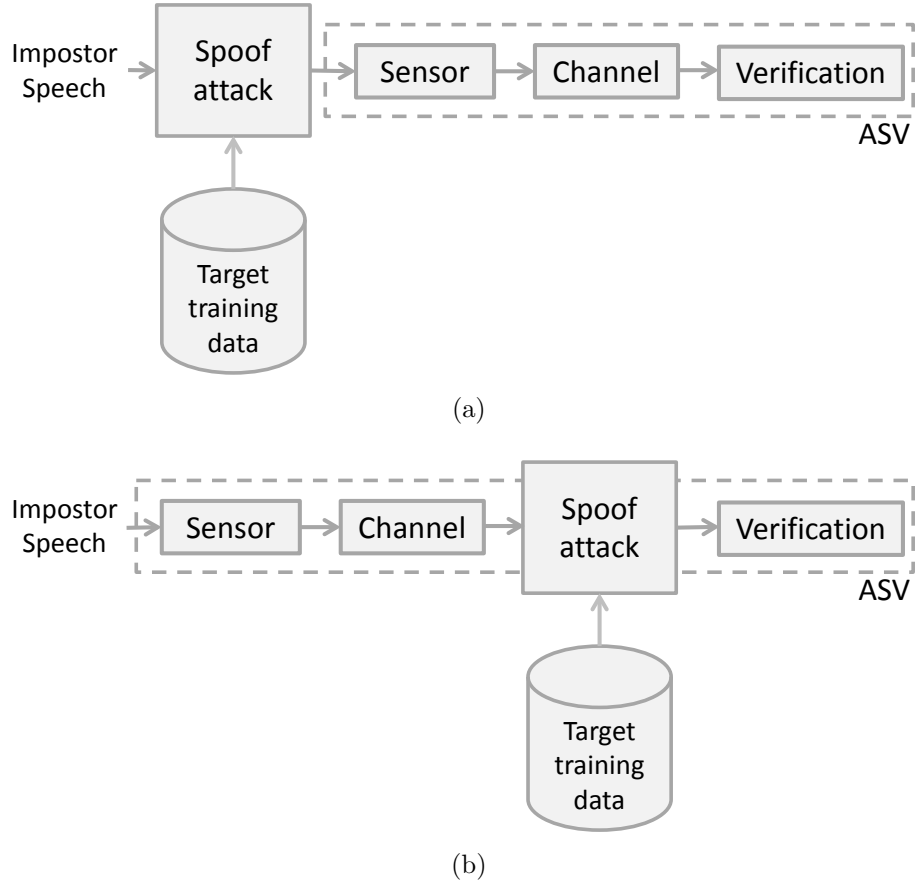 Impostor
Speech
Spoof
attack
Sensor
Channel
Verification
ASV
Target
training
data
(a)
Impostor
Speech
Sensor
Channel
Spoof
attack
Verification
ASV
Target
training
data
(b)